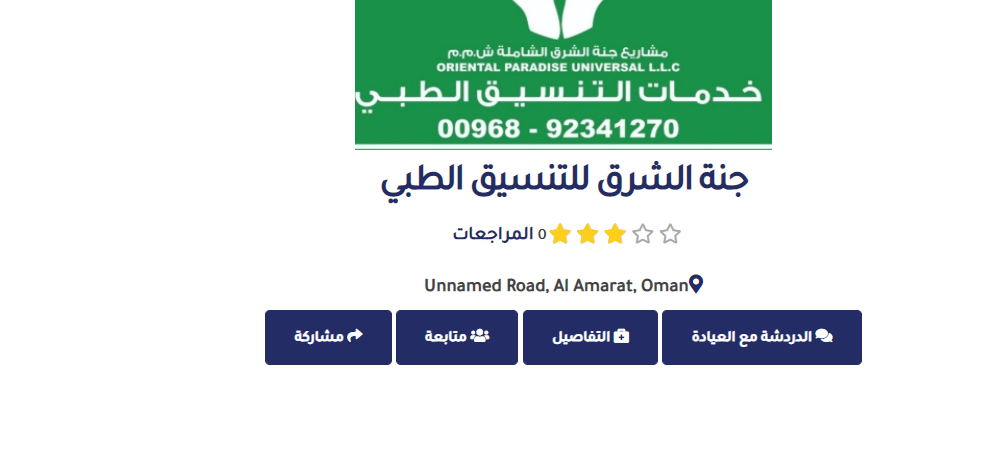 مشاريع جنة الشرق الشاملة ش.م.م
ORIENTAL PARADISE UNIVERSAL L.L.C
خدمات التنسيق الطبي
00968 - 92341270
جنة الشرق للتنسيق الطبي
0 المراجعات
Unnamed Road, Al Amarat, Oman
الدردشة مع العيادة
التفاصيل
متابعة
مشاركة